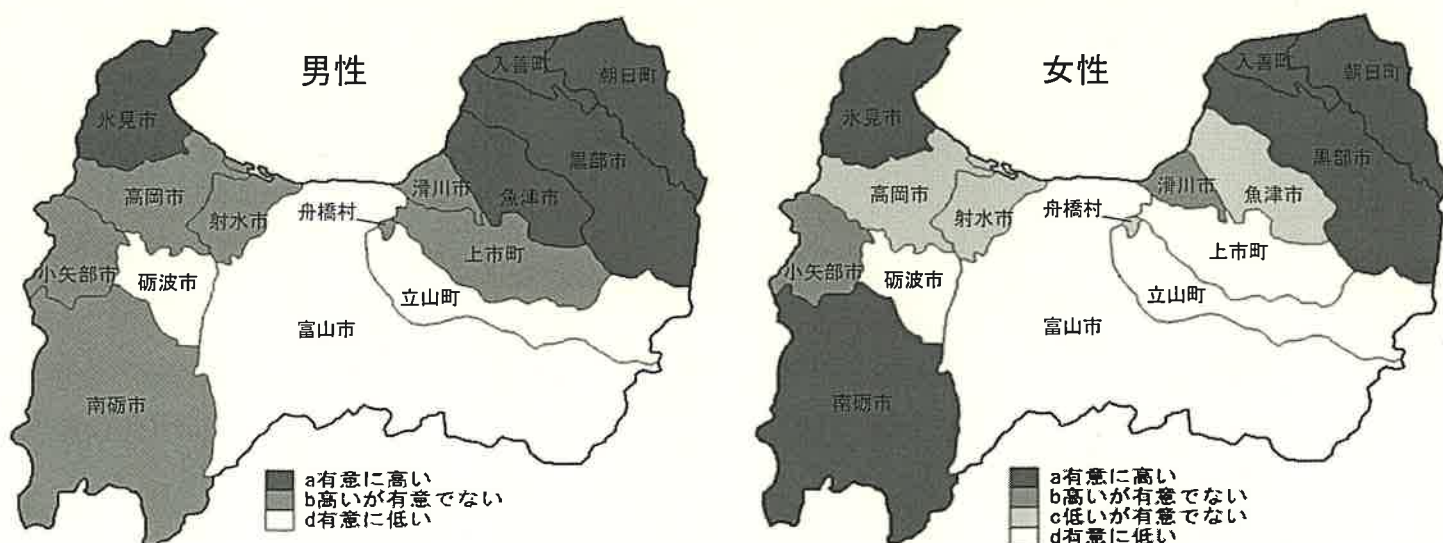 男性
入善町
朝日町
氷見市
黒部市
高岡市
射水市
滑川市
魚津市
舟橋村
上市町
小矢部市
砺波市
立山町
富山市
南砺市
a有意に高い
b高いが有意でない
d有意に低い
女性
入善町
朝日町
氷見市
黒部市
高岡市
射水市
滑川市
魚津市
舟橋村
上市町
小矢部市
砺波市
立山町
富山市
南砺市
a有意に高い
b高いが有意でない
c低いが有意でない
d有意に低い